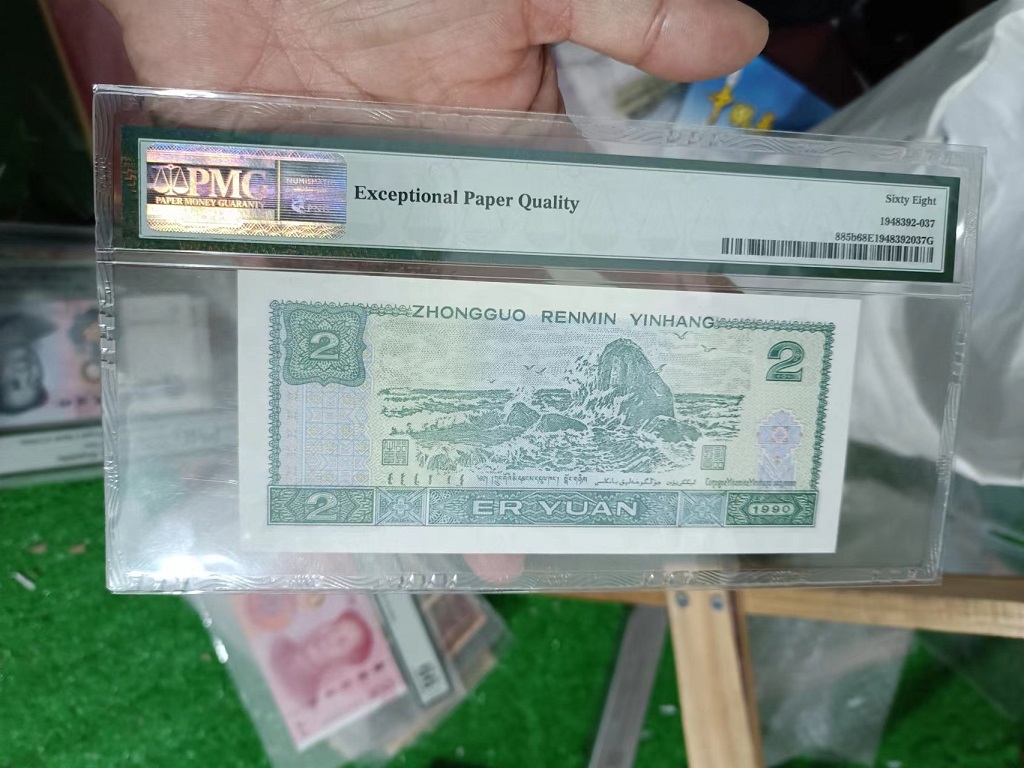 PMG
PAPER MONEY GUARANTY
Exceptional Paper Quality
Sixty Eight
1948392-037
885b68E1948392037G
ZHONGGUO RENMIN YINHANG
2
2
2
ER YUAN
1990